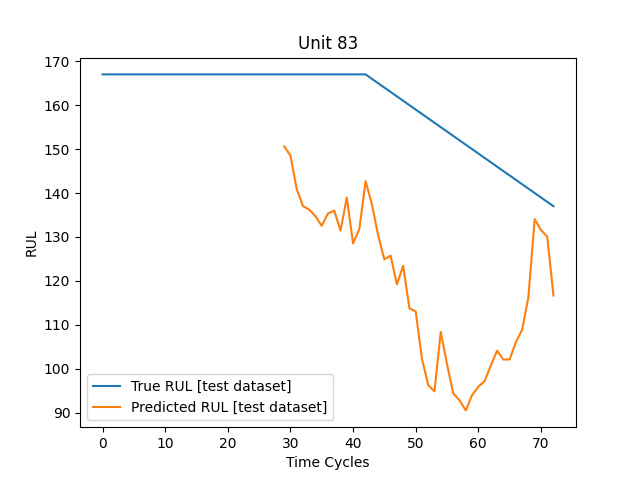 Unit 83
170
160
150
140
130
120
110
100
90
RUL
True RUL [test dataset]
Predicted RUL [test dataset]
0 10 20 30 40 50 60 70
Time Cycles